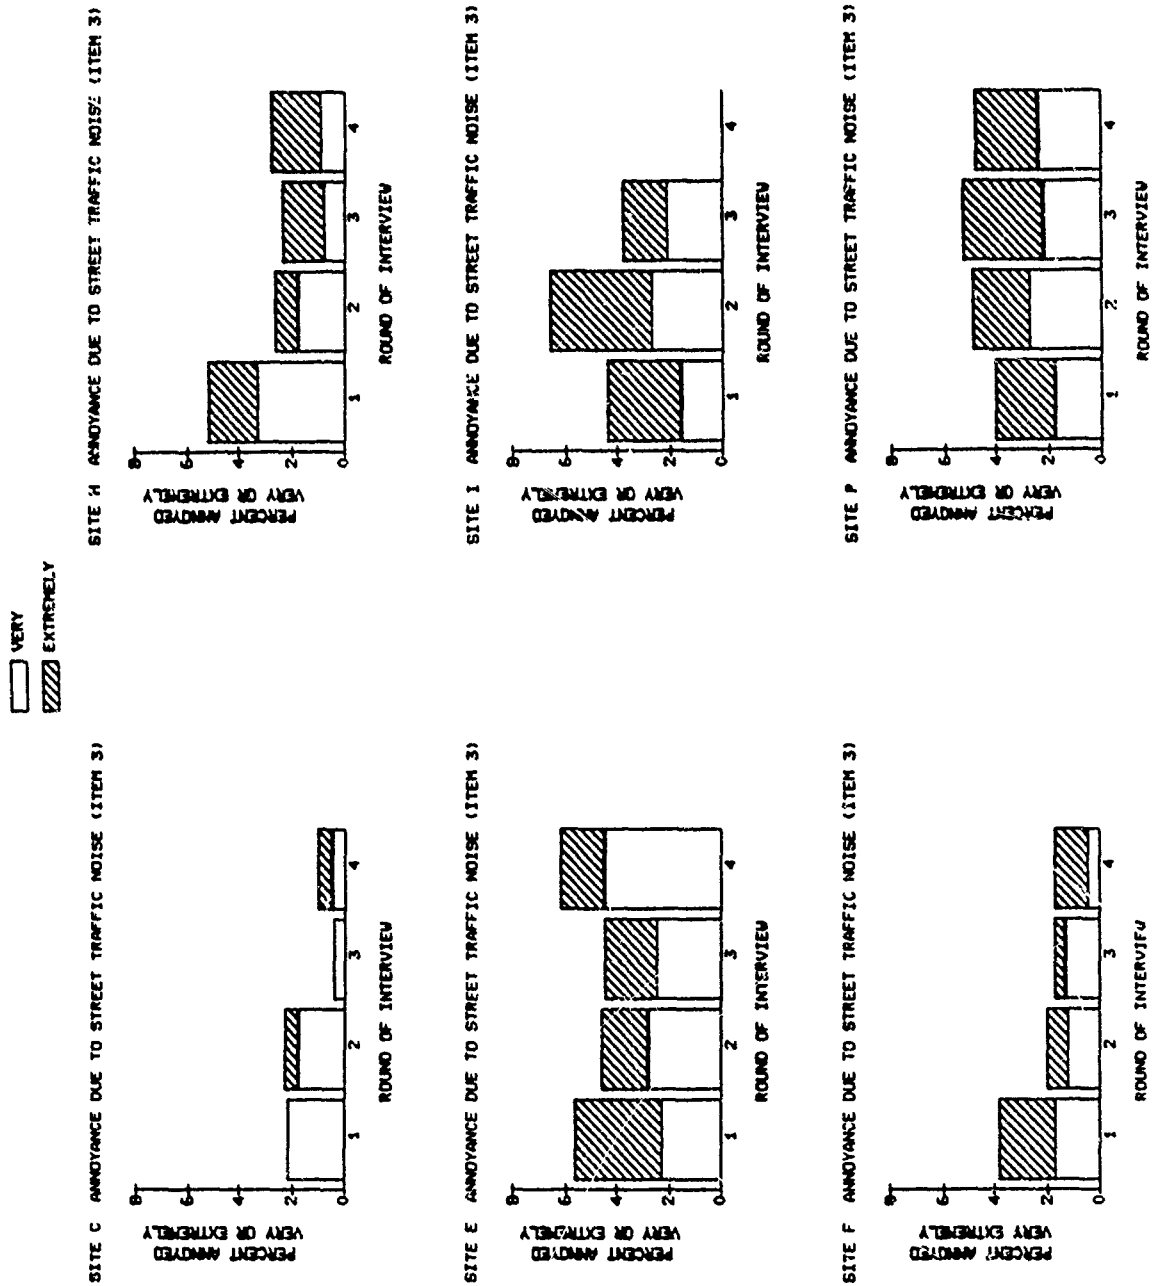 VERY
EXTREMELY
SITE C ANNOYANCE DUE TO STREET TRAFFIC NOISE (ITEM 3)
PERCENT ANNOYED
VERY OR EXTREMELY
8
6
4
2
0
1 2 3 4
ROUND OF INTERVIEW
SITE H ANNOYANCE DUE TO STREET TRAFFIC NOISE (ITEM 3)
PERCENT ANNOYED
VERY OR EXTREMELY
8
6
4
2
0
1 2 3 4
ROUND OF INTERVIEW
SITE E ANNOYANCE DUE TO STREET TRAFFIC NOISE (ITEM 3)
PERCENT ANNOYED
VERY OR EXTREMELY
8
6
4
2
0
1 2 3 4
ROUND OF INTERVIEW
SITE I ANNOYANCE DUE TO STREET TRAFFIC NOISE (ITEM 3)
PERCENT ANNOYED
VERY OR EXTREMELY
8
6
4
2
0
1 2 3 4
ROUND OF INTERVIEW
SITE F ANNOYANCE DUE TO STREET TRAFFIC NOISE (ITEM 3)
PERCENT ANNOYED
VERY EXTREMELY
8
6
4
2
0
1 2 3 4
ROUND OF INTERVIEW
SITE P ANNOYANCE DUE TO STREET TRAFFIC NOISE (ITEM 3)
PERCENT ANNOYED
VERY OR EXTREMELY
8
6
4
2
0
1 2 3 4
ROUND OF INTERVIEW